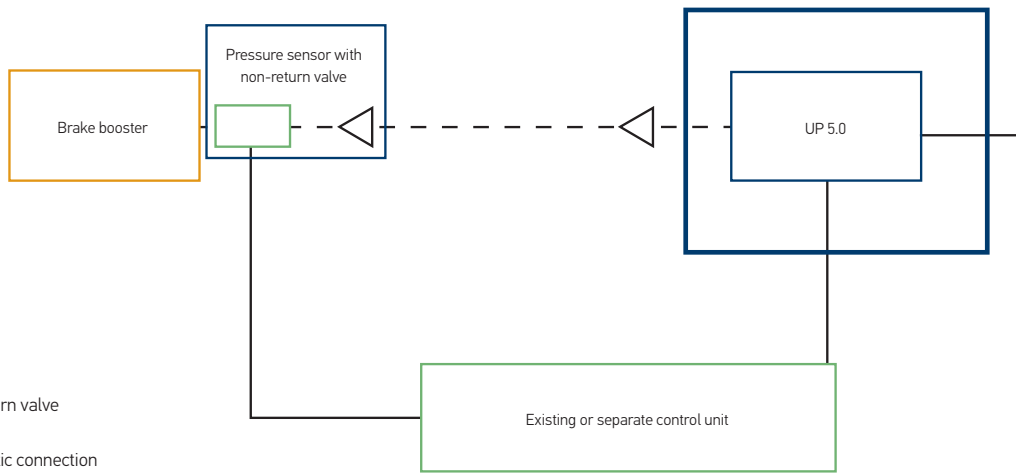 Pressure sensor with
non-return valve
Brake booster
UP 5.0
Existing or separate control unit
rn valve
tic connection